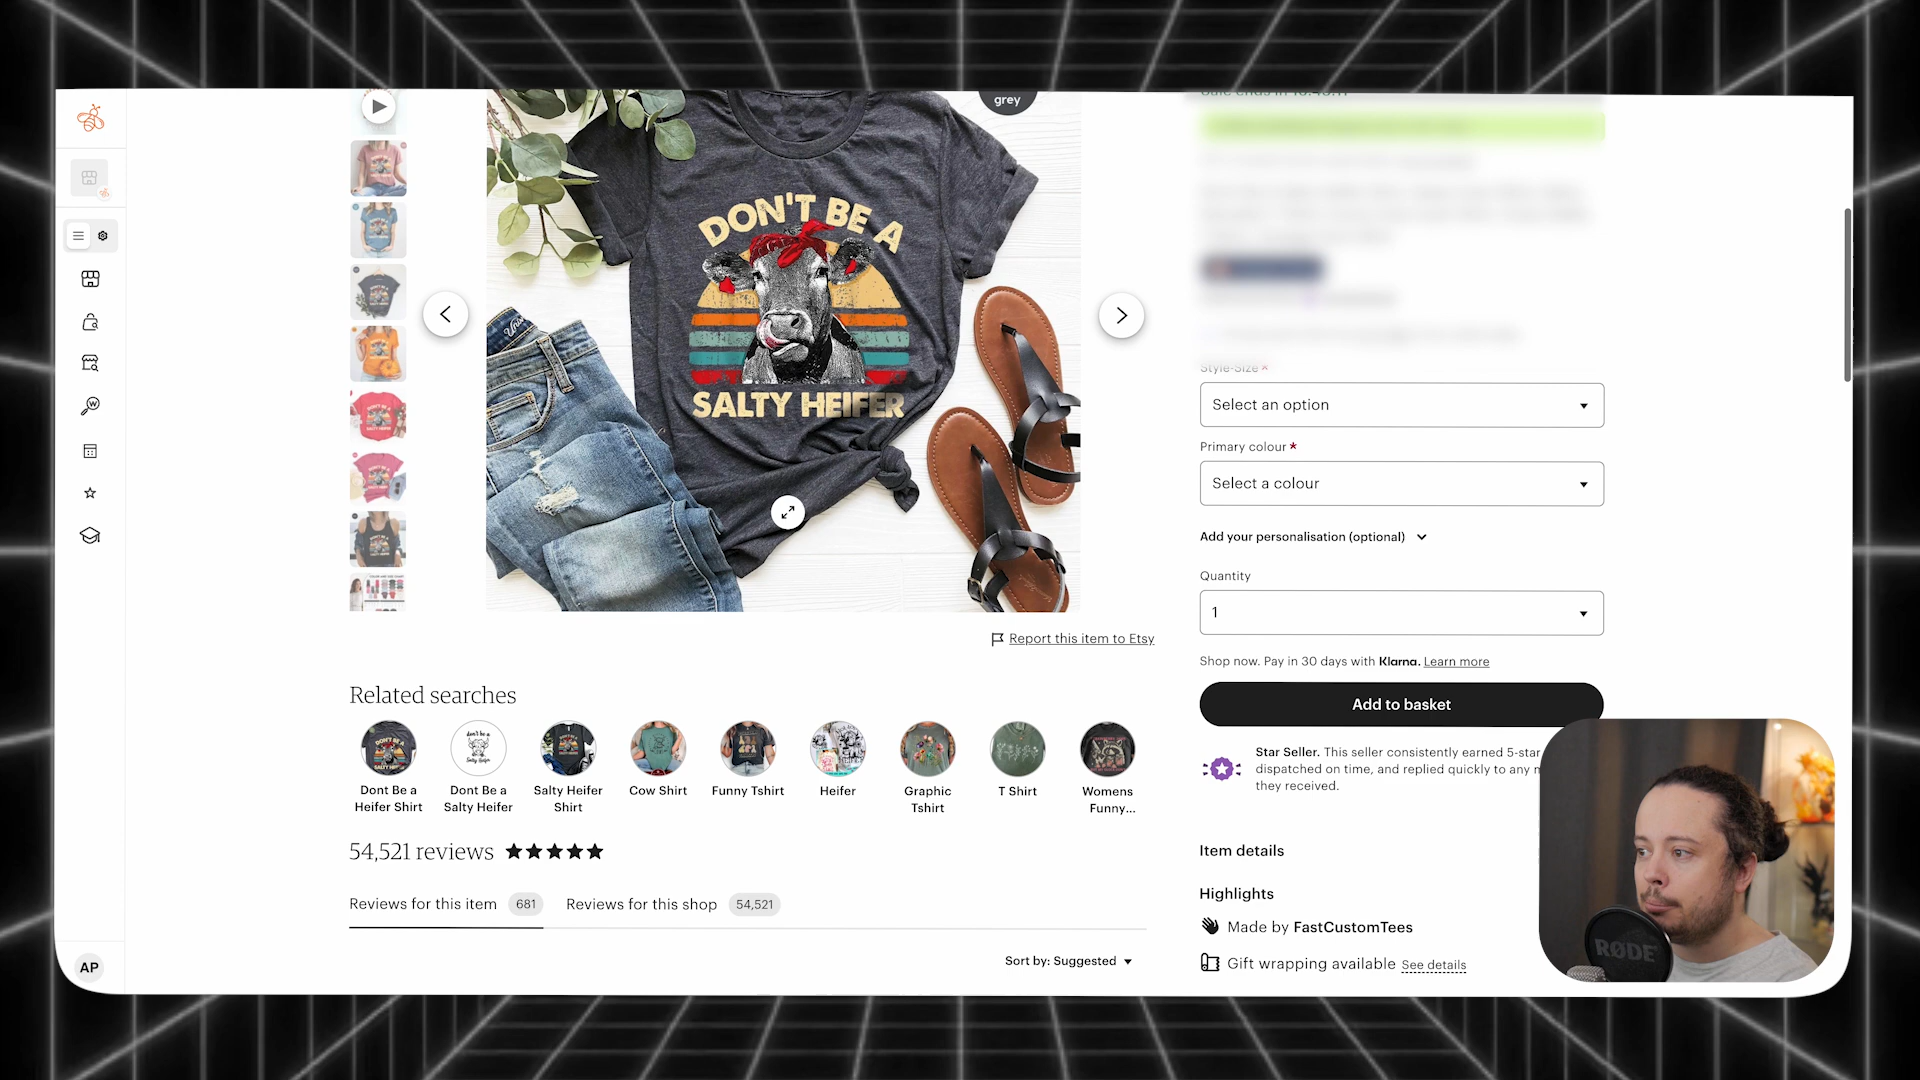 grey
DON'T BE A
SALTY HEIFER
Style-Size *
Select an option
Primary colour *
Select a colour
Add your personalisation (optional)
Quantity
1
Report this item to Etsy
Shop now. Pay in 30 days with Klarna. Learn more
Add to basket
Related searches
Dont Be a
Heifer Shirt
Dont Be a
Salty Heifer
Salty Heifer
Shirt
Cow Shirt
Funny Tshirt
Heifer
Graphic
Tshirt
T Shirt
Womens
Funny...
Star Seller. This seller consistently earned 5-star
dispatched on time, and replied quickly to any
they received.
54,521 reviews
Item details
Reviews for this item 681
Reviews for this shop 54,521
Highlights
Made by FastCustomTees
Sort by: Suggested
Gift wrapping available See details
AP
RØDE